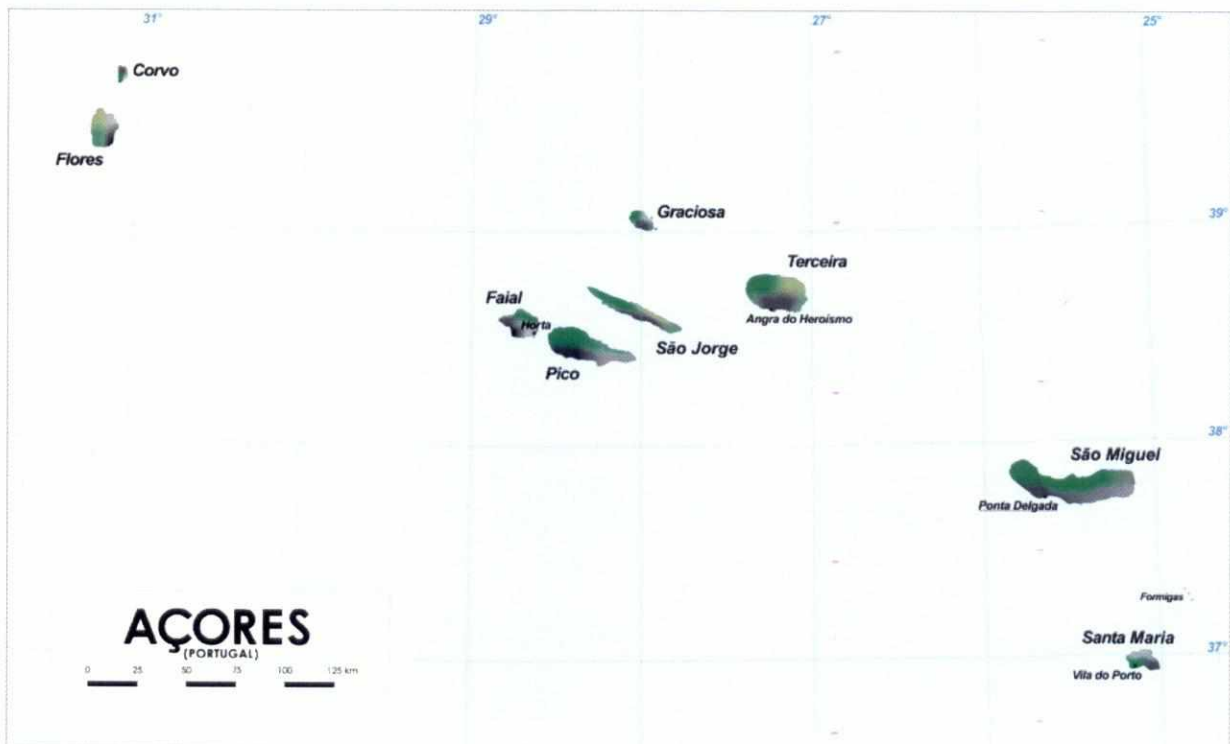 31°
29°
27°
25°
Corvo
Flores
Graciosa
39°
Terceira
Faial
Horta
Angra do Heroísmo
São Jorge
Pico
38°
São Miguel
Ponta Delgada
Formigas
AÇORES
(PORTUGAL)
Santa Maria
37°
Vila do Porto
0 25 50 75 100 125 km